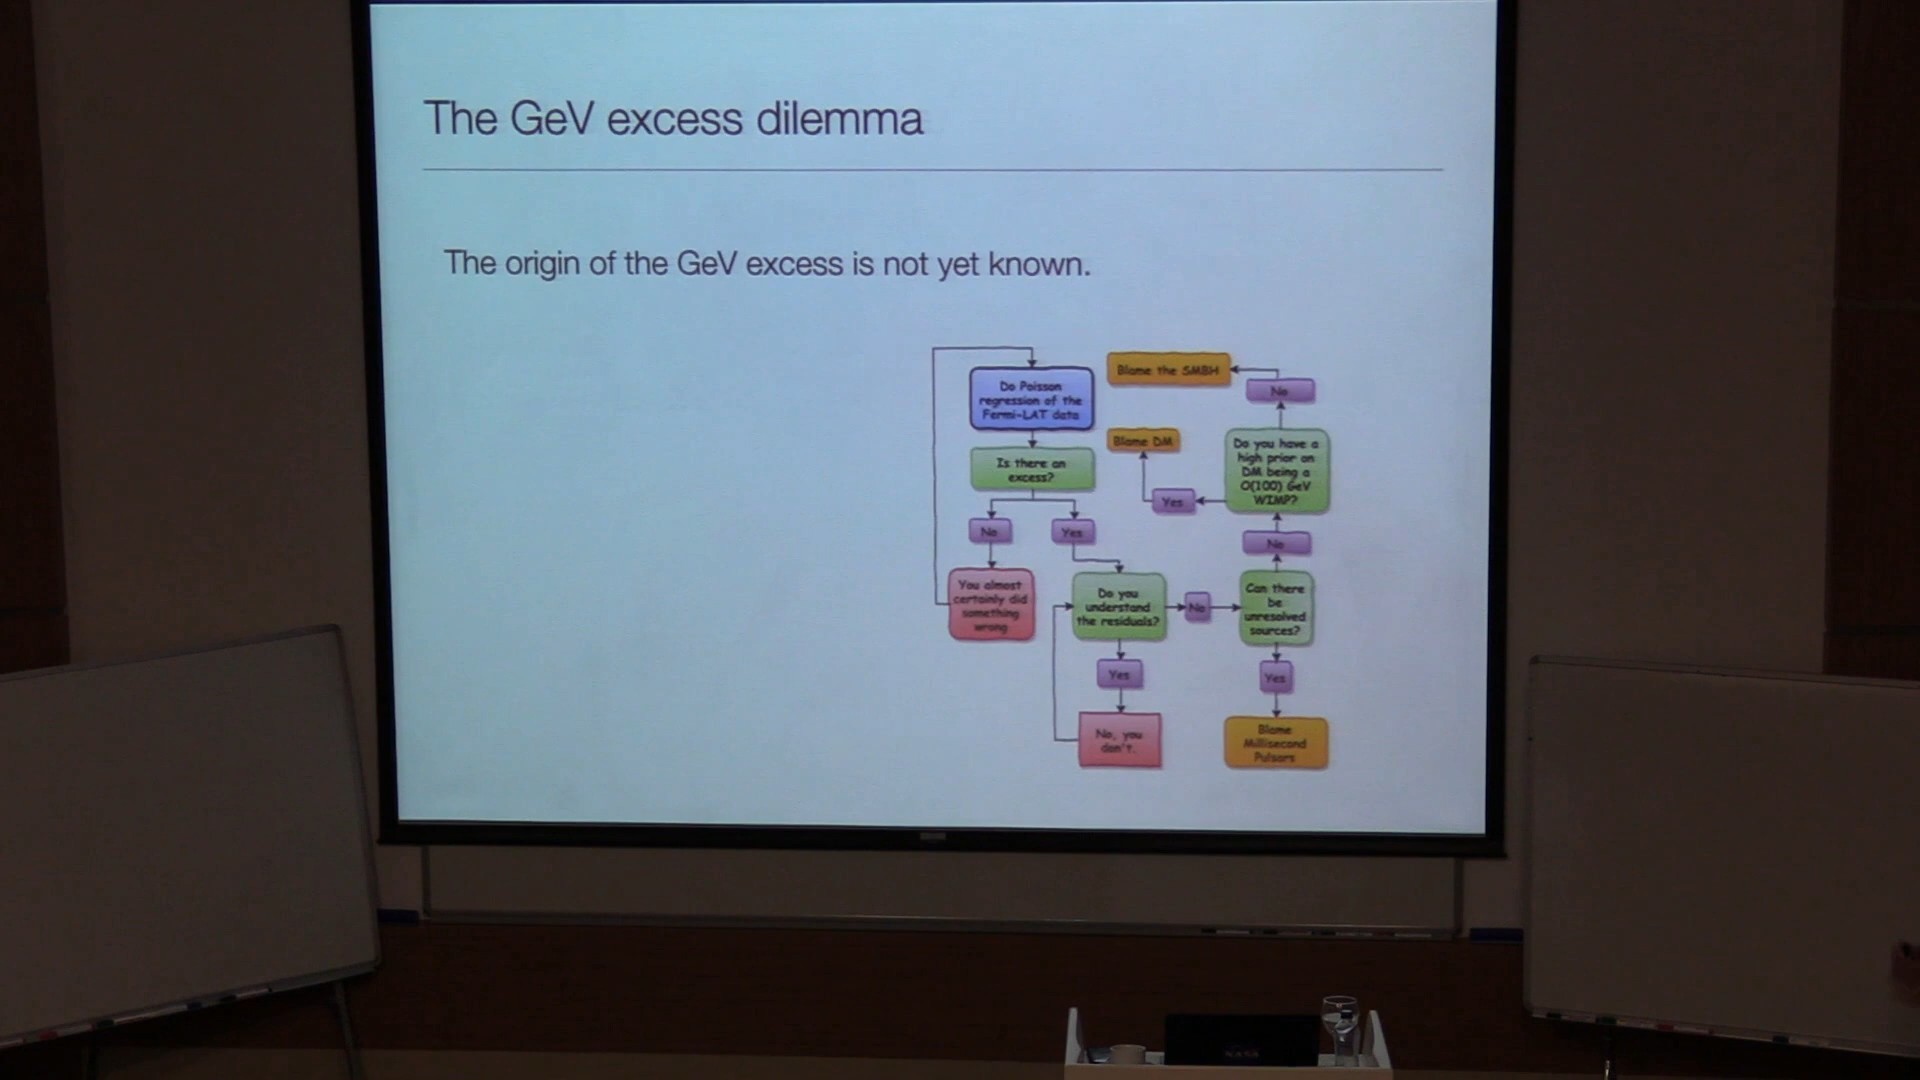 The GeV excess dilemma
The origin of the GeV excess is not yet known.
Do Poisson
regression of the
Fermi-LAT data
Is there an
excess?
No
Yes
You almost
certainly did
something
wrong
Do you
understand
the residuals?
Yes
No, you
don't.
No
Can there
be
unresolved
sources?
Yes
Blame
Millisecond
Pulsars
No
Do you have a
high prior on
DM being a
O(100) GeV
WIMP?
Yes
Blame DM
No
Blame the SMBH